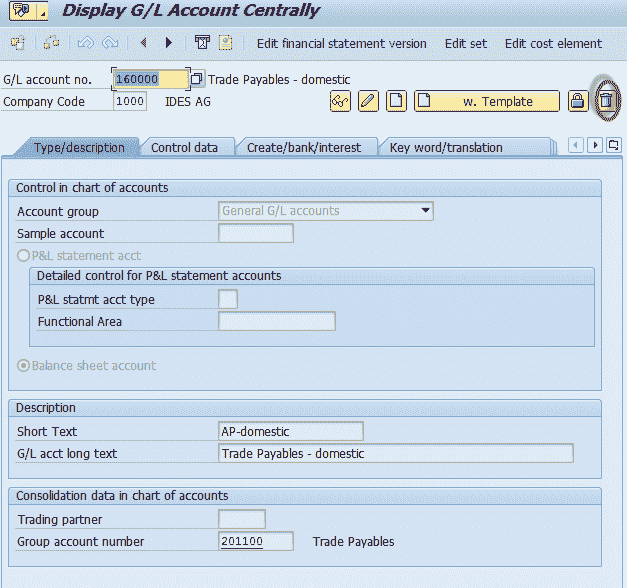 Display G/L Account Centrally
Edit financial statement version Edit set Edit cost element
G/L account no. 160000 Trade Payables - domestic
Company Code 1000 IDES AG w. Template
Type/description Control data Create/bank/interest Key word/translation
Control in chart of accounts
Account group General G/L accounts
Sample account
P&L statement acct
Detailed control for P&L statement accounts
P&L statmt acct type
Functional Area
Balance sheet account
Description
Short Text AP-domestic
G/L acct long text Trade Payables - domestic
Consolidation data in chart of accounts
Trading partner
Group account number 201100 Trade Payables